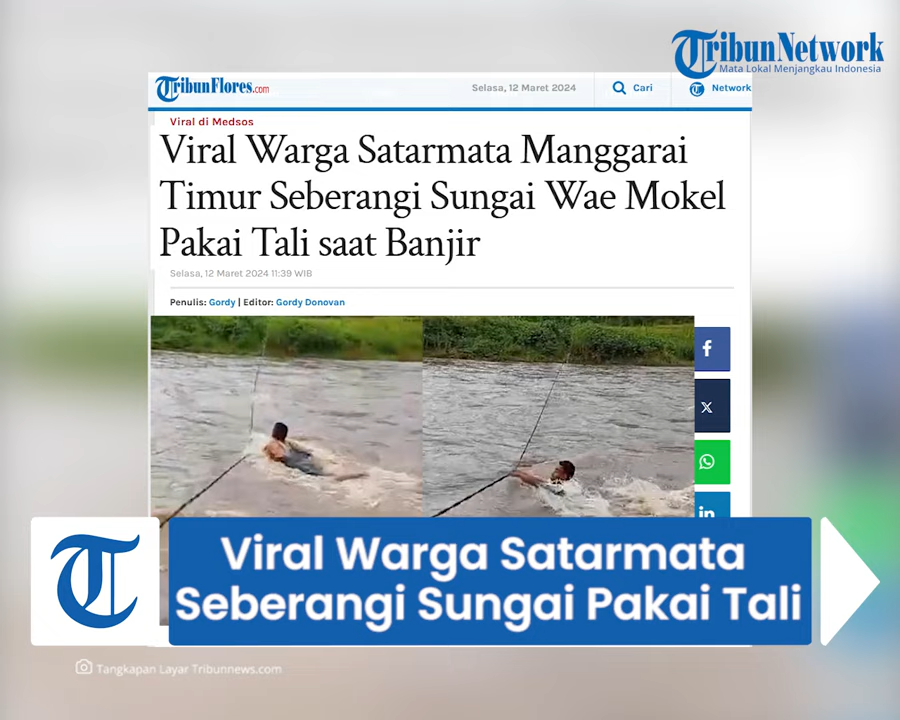 TribunNetwork
Mata Lokal Menjangkau Indonesia
TribunFlores.com
Selasa, 12 Maret 2024
Cari
Network
Viral di Medsos
Viral Warga Satarmata Manggarai
Timur Seberangi Sungai Wae Mokel
Pakai Tali saat Banjir
Selasa, 12 Maret 2024 11:39 WIB
Penulis: Gordy | Editor: Gordy Donovan
Viral Warga Satarmata
Seberangi Sungai Pakai Tali
Tangkapan Layar Tribunnews.com